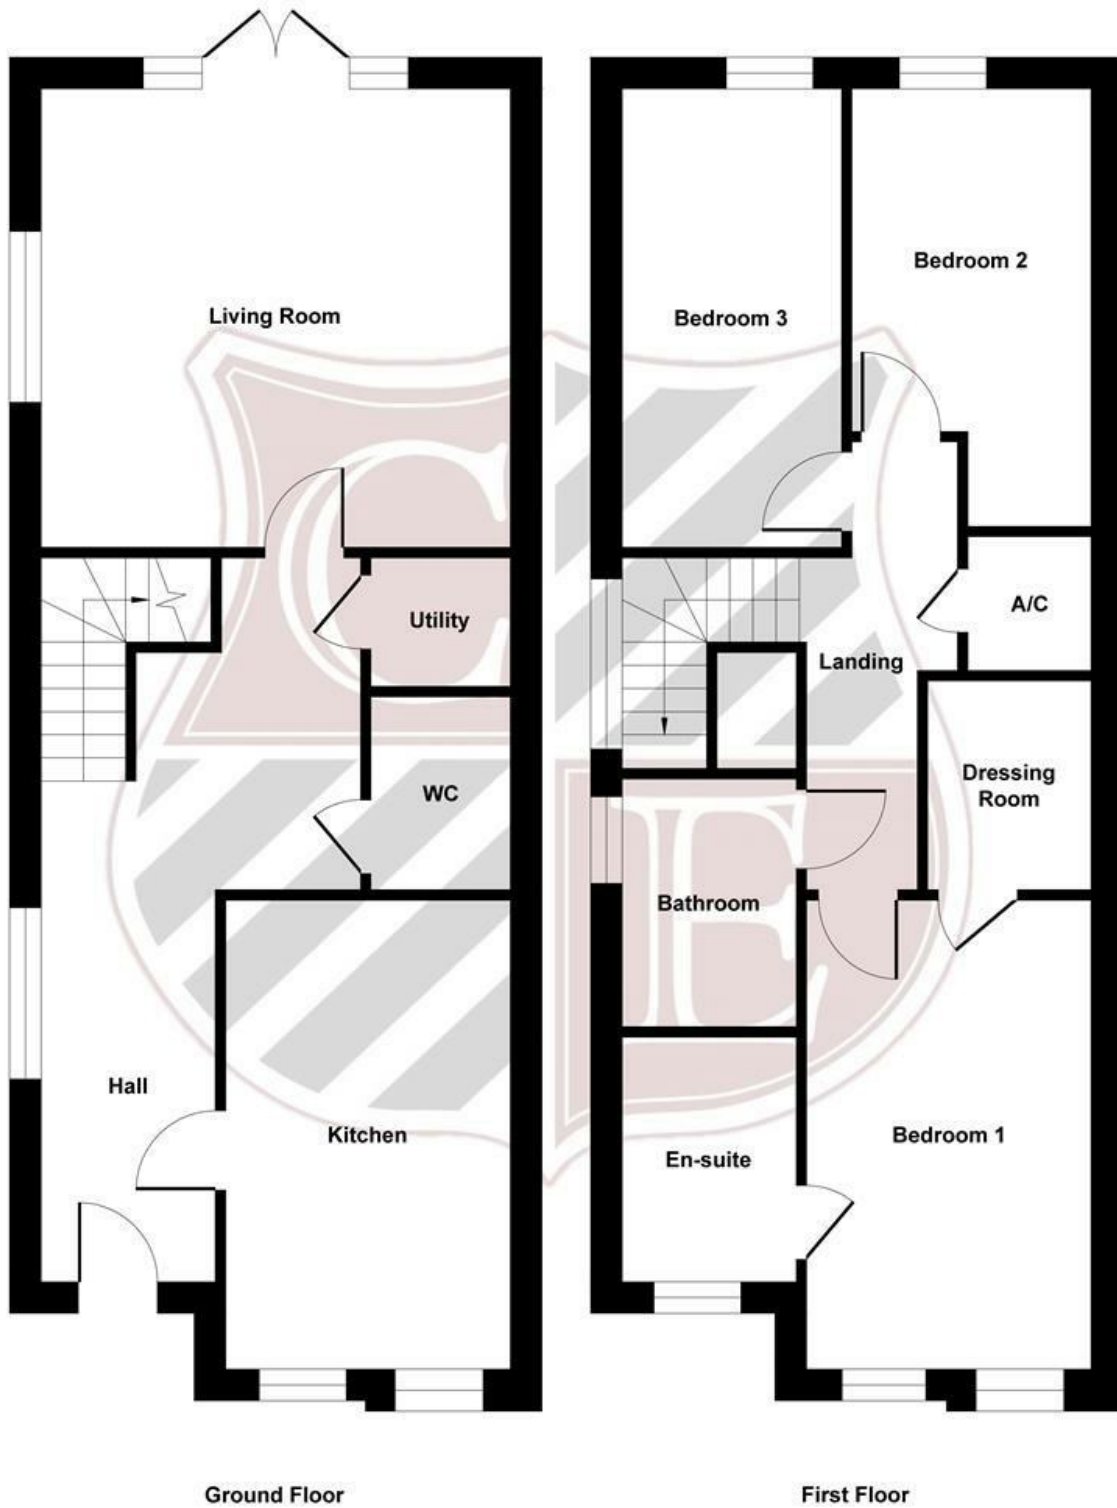 Living Room
Utility
WC
Hall
Kitchen
Ground Floor
Bedroom 2
Bedroom 3
A/C
Landing
Dressing
Room
Bathroom
En-suite
Bedroom 1
First Floor
C
E